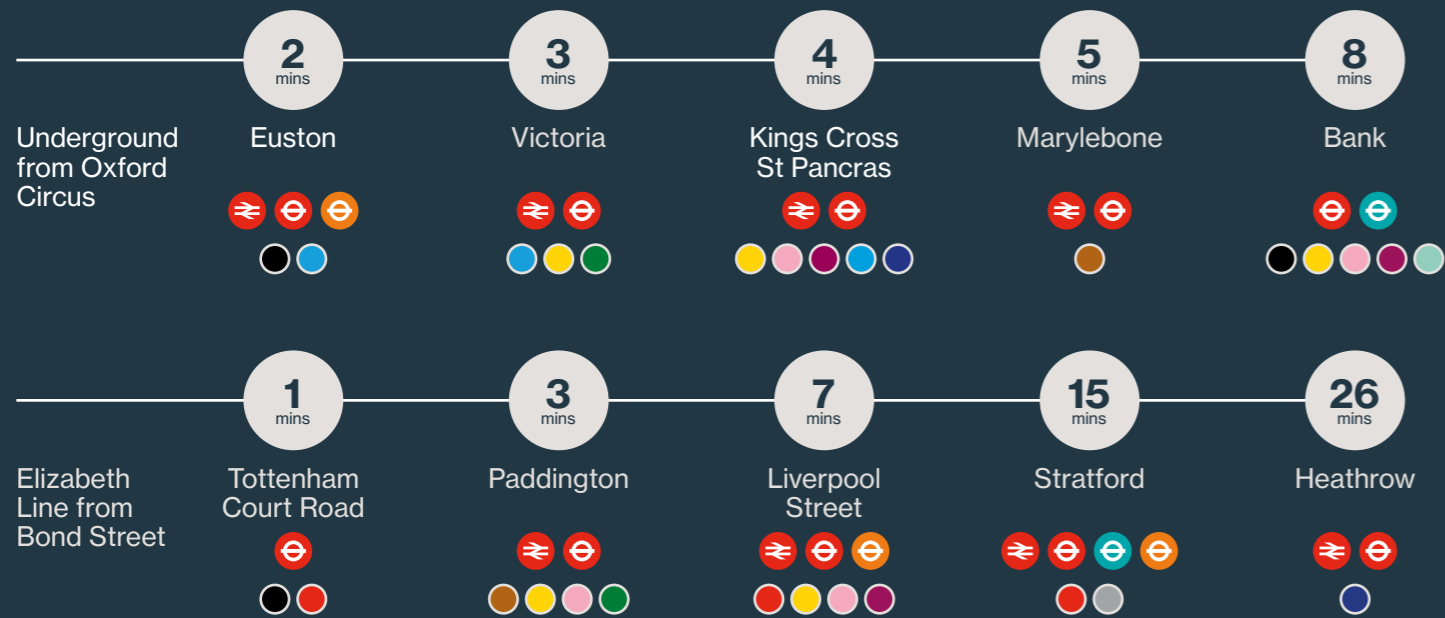 2
mins
3
mins
4
mins
5
mins
8
mins
Underground
from Oxford
Circus
Euston
Victoria
Kings Cross
St Pancras
Marylebone
Bank
1
mins
3
mins
7
mins
15
mins
26
mins
Elizabeth
Line from
Bond Street
Tottenham
Court Road
Paddington
Liverpool
Street
Stratford
Heathrow